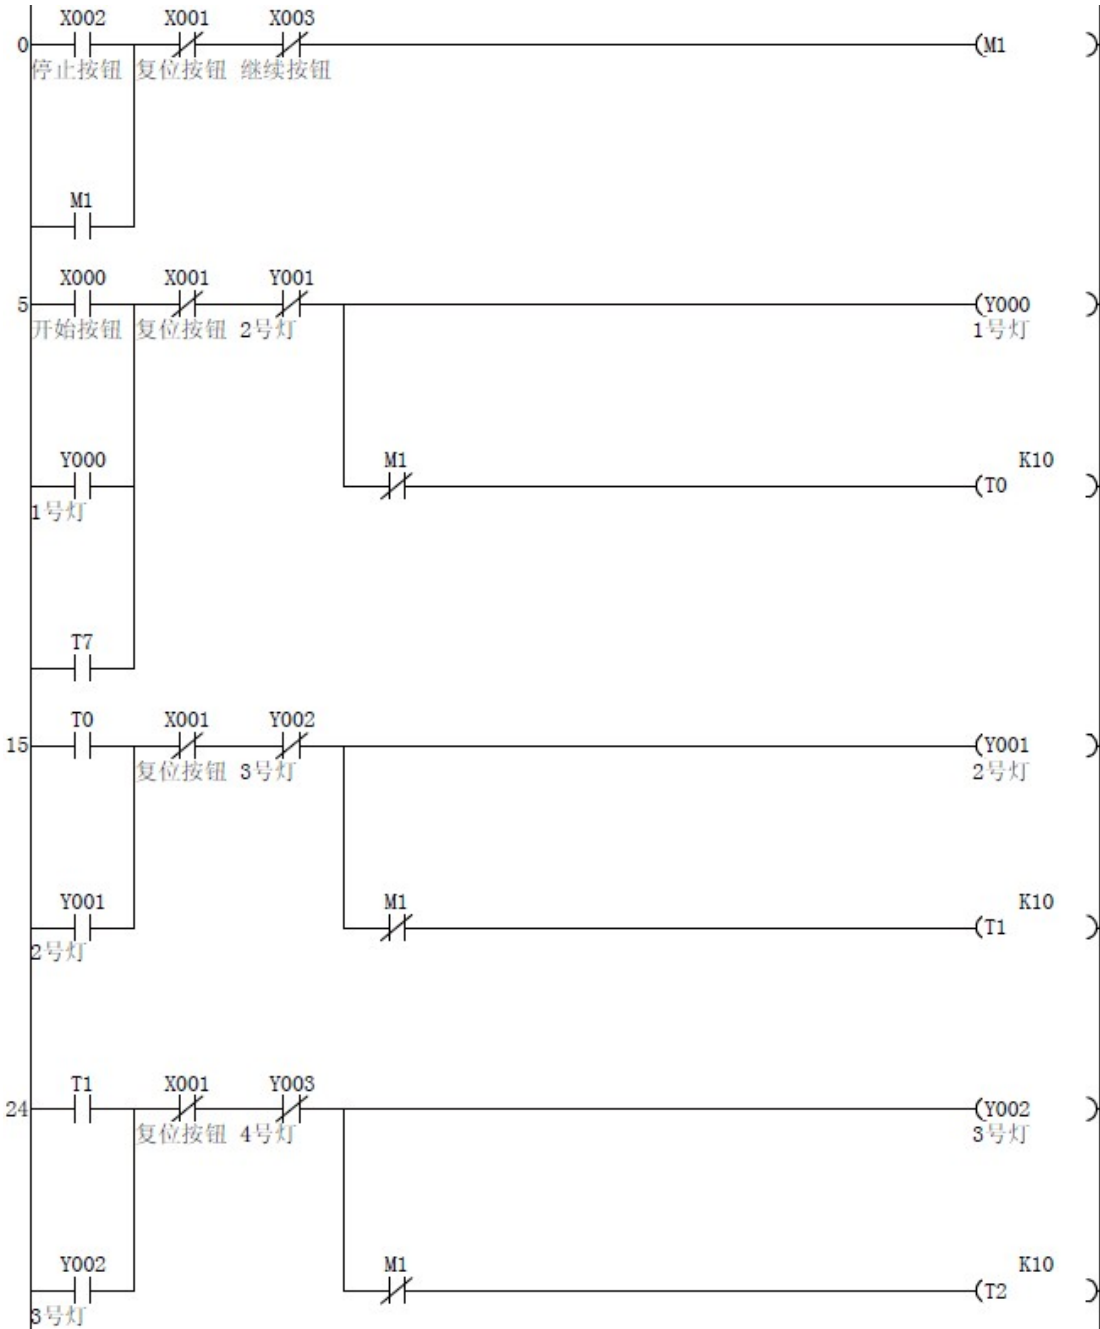 X002 X001 X003
0 (M1 )
停止按钮 复位按钮 继续按钮
M1
X000 X001 Y001
5 (Y000 )
开始按钮 复位按钮 2号灯 1号灯
Y000 M1 K10
(T0 )
1号灯
T7
T0 X001 Y002
15 (Y001 )
复位按钮 3号灯 2号灯
Y001 M1 K10
(T1 )
2号灯
T1 X001 Y003
24 (Y002 )
复位按钮 4号灯 3号灯
Y002 M1 K10
(T2 )
3号灯